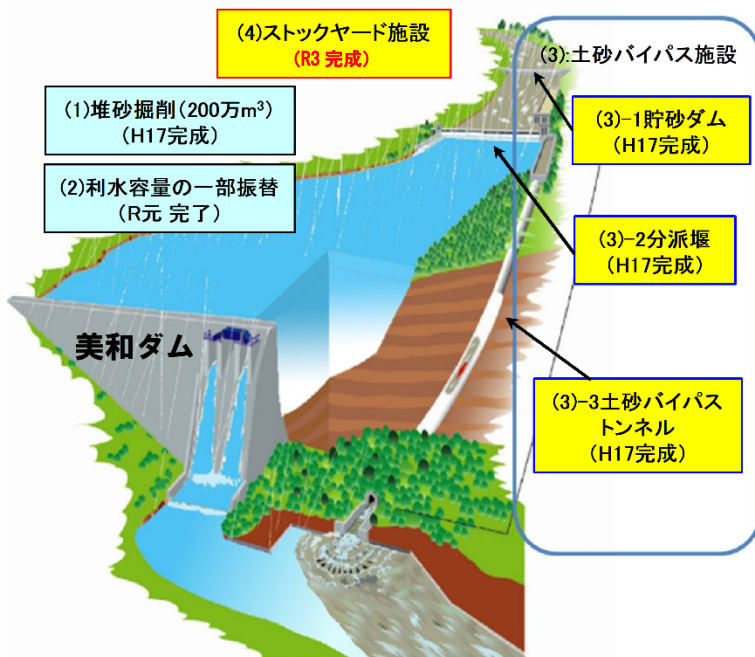 (4)ストックヤード施設
(R3 完成)
(3):土砂バイパス施設
(1)堆砂掘削(200万m³)
(H17完成)
(3)-1貯砂ダム
(H17完成)
(2)利水容量の一部振替
(R元 完了)
(3)-2分派堰
(H17完成)
美和ダム
(3)-3土砂バイパス
トンネル
(H17完成)